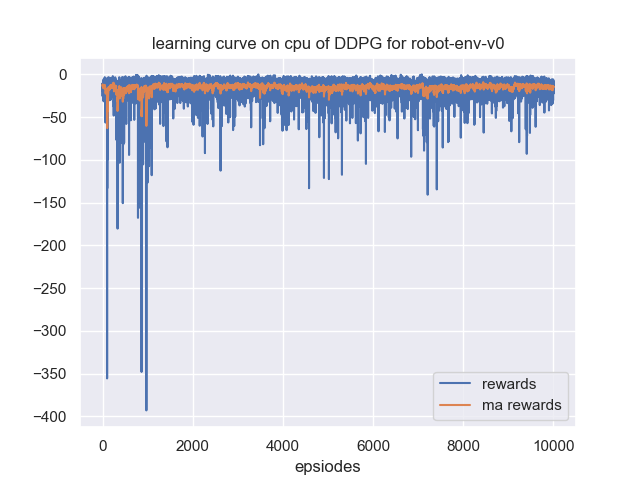 learning curve on cpu of DDPG for robot-env-v0
0
−50
−100
−150
−200
−250
−300
−350
−400
0 2000 4000 6000 8000 10000
epsiodes
rewards
ma rewards